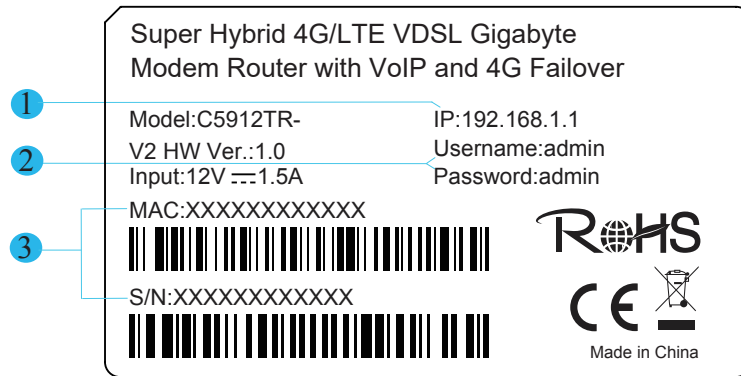 Super Hybrid 4G/LTE VDSL Gigabyte
Modem Router with VoIP and 4G Failover
1
Model:C5912TR-
IP:192.168.1.1
V2 HW Ver.:1.0
Username:admin
2
Input:12V ⎓1.5A
Password:admin
MAC:XXXXXXXXXXXX
3
S/N:XXXXXXXXXXXX
RoHS
CE
Made in China